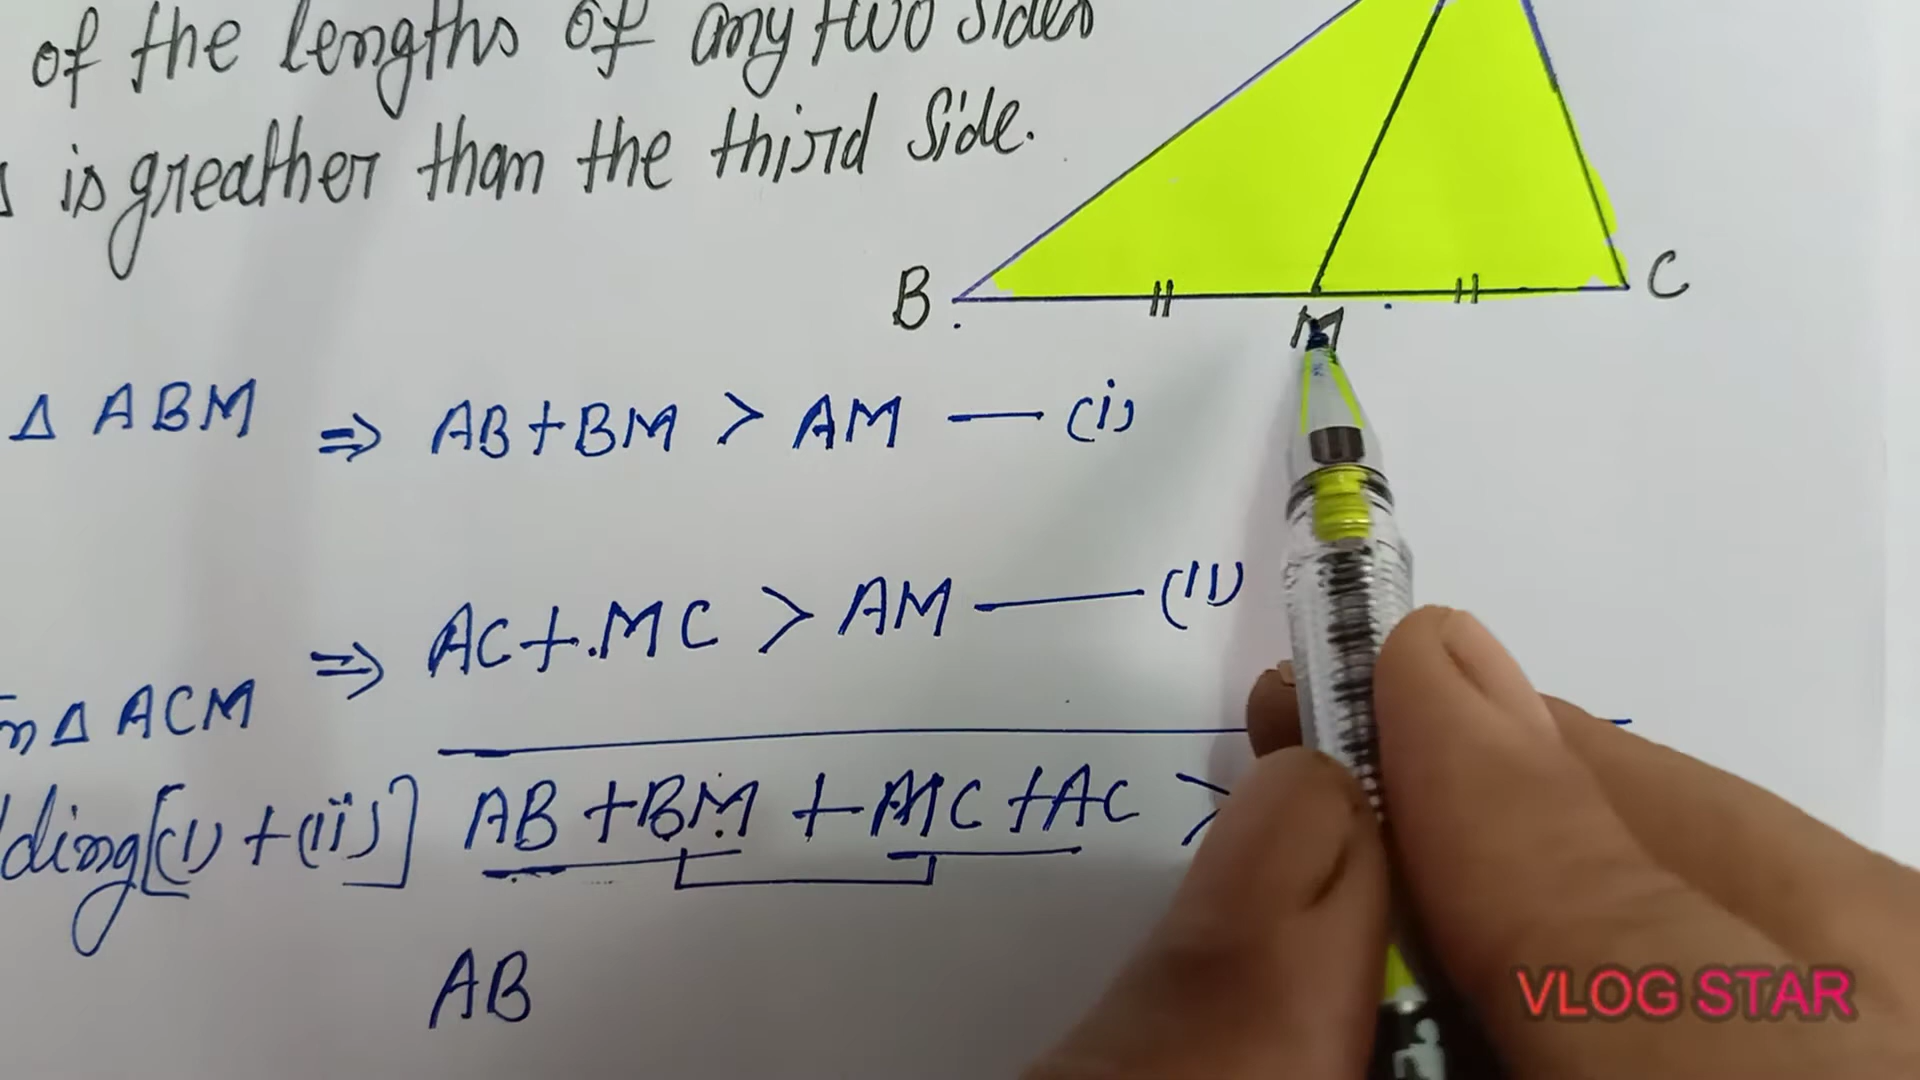 of the lengths of any two sides
is greather than the third side.
B
C
M
Δ ABM ⇒ AB+BM > AM — (i)
⇒ AC+.MC > AM — (ii)
n Δ ACM
dding[(i)+(ii)] AB+BM+MC+AC >
AB
VLOG STAR